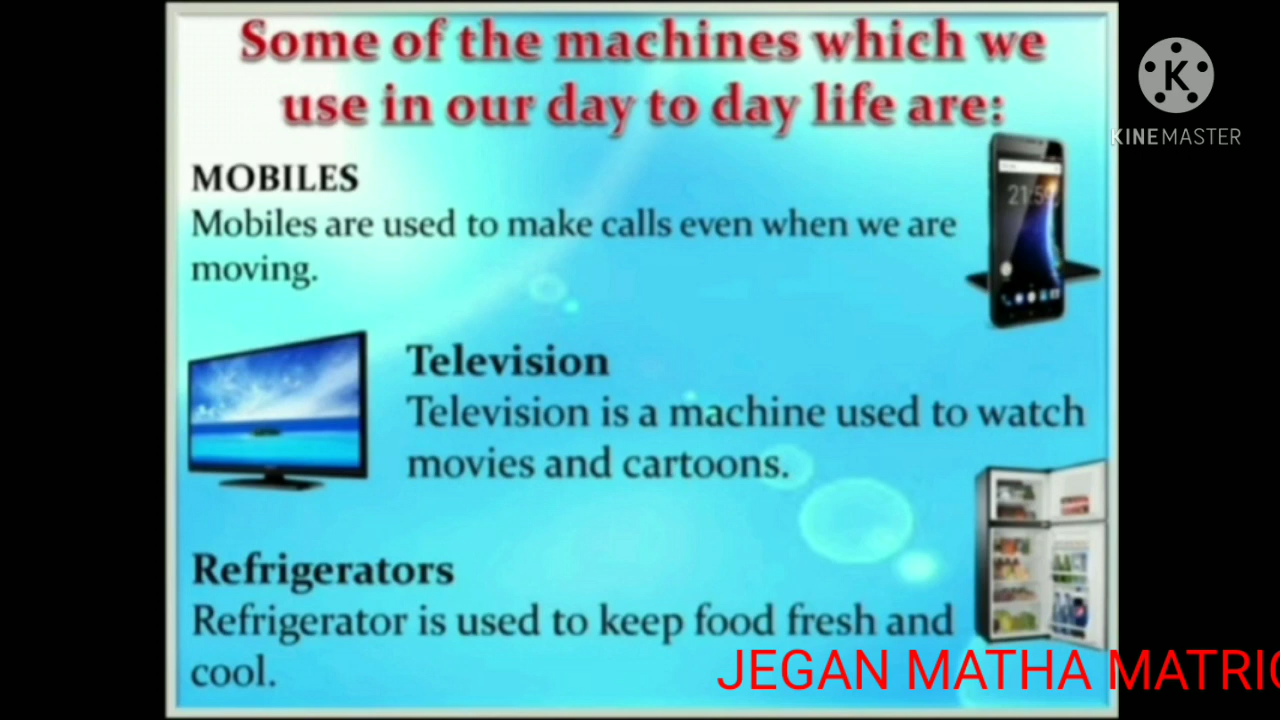 Some of the machines which we
use in our day to day life are:
K
KINEMASTER
MOBILES
Mobiles are used to make calls even when we are
moving.
Television
Television is a machine used to watch
movies and cartoons.
Refrigerators
Refrigerator is used to keep food fresh and
cool.
JEGAN MATHA MATRIC